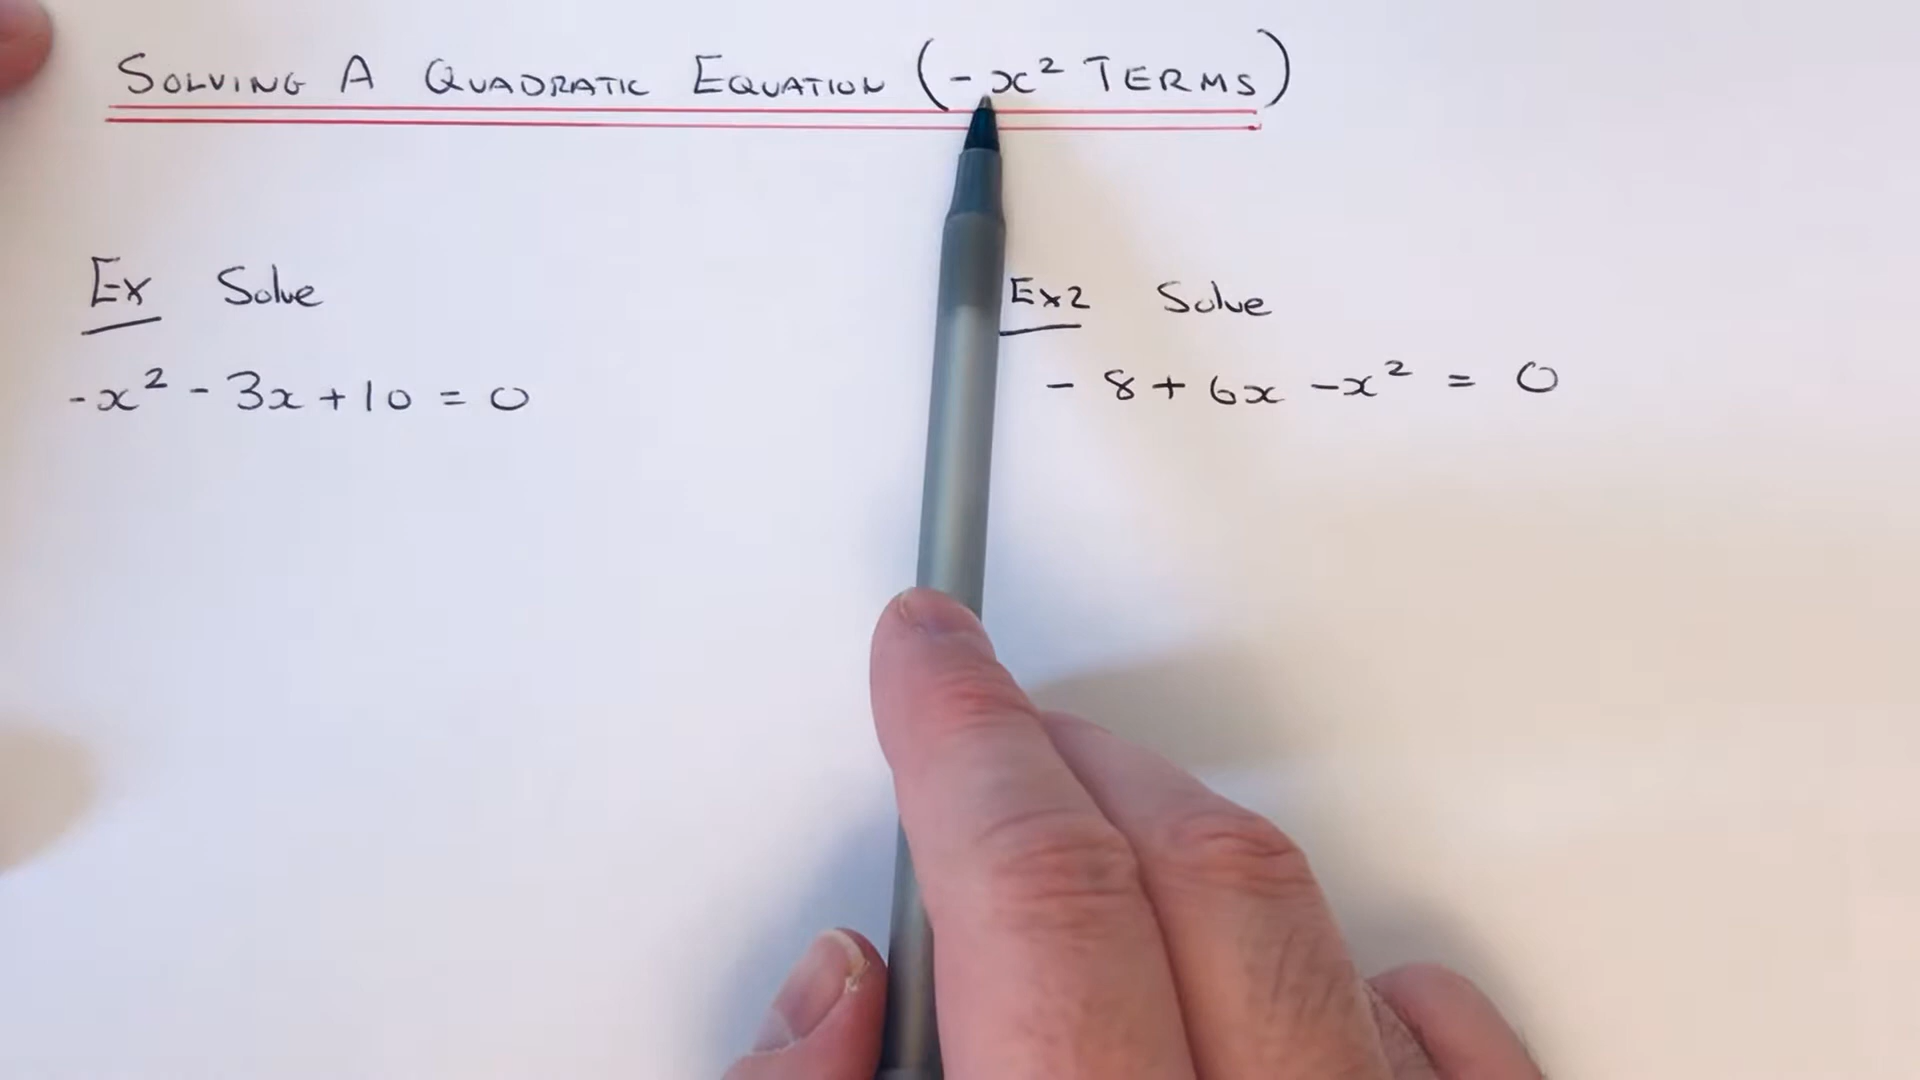 SOLVING A QUADRATIC EQUATION (-x² TERMS)
Ex Solve
-x² - 3x + 10 = 0
Ex2 Solve
- 8 + 6x - x² = 0